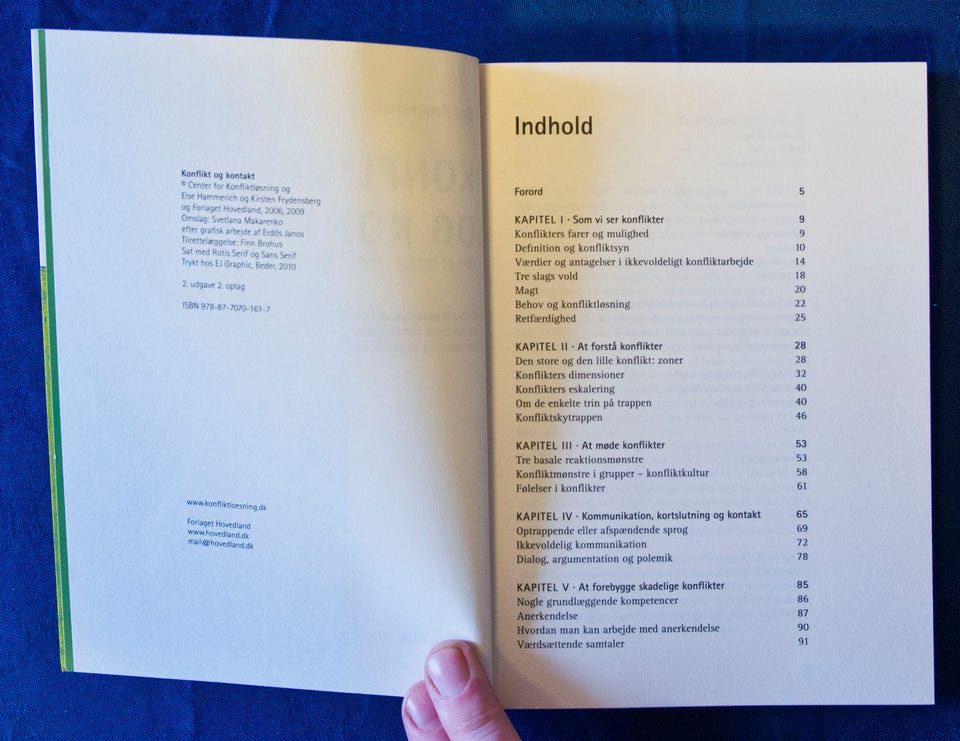 Konflikt og kontakt
© Center for Konfliktløsning og
Else Hammerich og Kirsten Frydensberg
og Forlaget Hovedland, 2006, 2009
Omslag: Svetlana Makarenko
efter grafisk arbejde af Erdös Janos
Tilrettelæggelse: Finn Brohus
Sat med Rotis Serif og Sans Serif
Trykt hos EJ Graphic, Beder, 2010
2. udgave 2. oplag
ISBN 978-87-7070-161-7
www.konfliktloesning.dk
Forlaget Hovedland
www.hovedland.dk
mail@hovedland.dk
Indhold
Forord 5
KAPITEL I · Som vi ser konflikter 9
Konflikters farer og mulighed 9
Definition og konfliktsyn 10
Værdier og antagelser i ikkevoldeligt konfliktarbejde 14
Tre slags vold 18
Magt 20
Behov og konfliktløsning 22
Retfærdighed 25
KAPITEL II · At forstå konflikter 28
Den store og den lille konflikt: zoner 28
Konflikters dimensioner 32
Konflikters eskalering 40
Om de enkelte trin på trappen 40
Konfliktskytrappen 46
KAPITEL III · At møde konflikter 53
Tre basale reaktionsmønstre 53
Konfliktmønstre i grupper – konfliktkultur 58
Følelser i konflikter 61
KAPITEL IV · Kommunikation, kortslutning og kontakt 65
Optrappende eller afspændende sprog 69
Ikkevoldelig kommunikation 72
Dialog, argumentation og polemik 78
KAPITEL V · At forebygge skadelige konflikter 85
Nogle grundlæggende kompetencer 86
Anerkendelse 87
Hvordan man kan arbejde med anerkendelse 90
Værdsættende samtaler 91